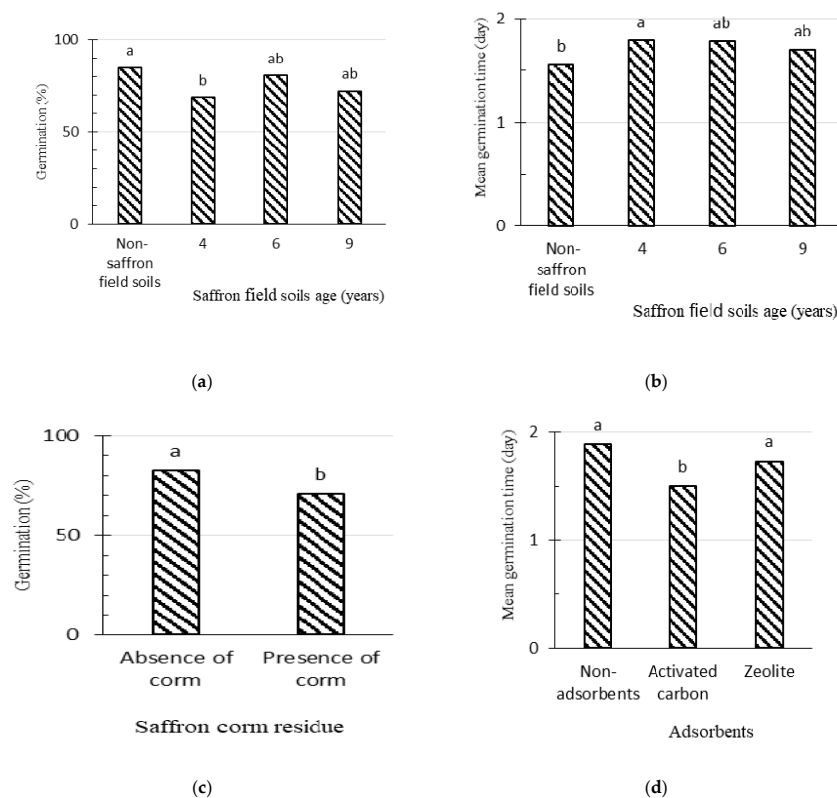 a
b
ab
ab
100
50
0
Germination (%)
Non-
saffron
field soils
4
6
9
Saffron field soils age (years)
(a)
b
a
ab
ab
2
1
0
Mean germination time (day)
Non-
saffron
field soils
4
6
9
Saffron field soils age (years)
(b)
a
b
100
50
0
Germination (%)
Absence of
corm
Presence of
corm
Saffron corm residue
(c)
a
b
a
2
1
0
Mean germination time (day)
Non-
adsorbents
Activated
carbon
Zeolite
Adsorbents
(d)